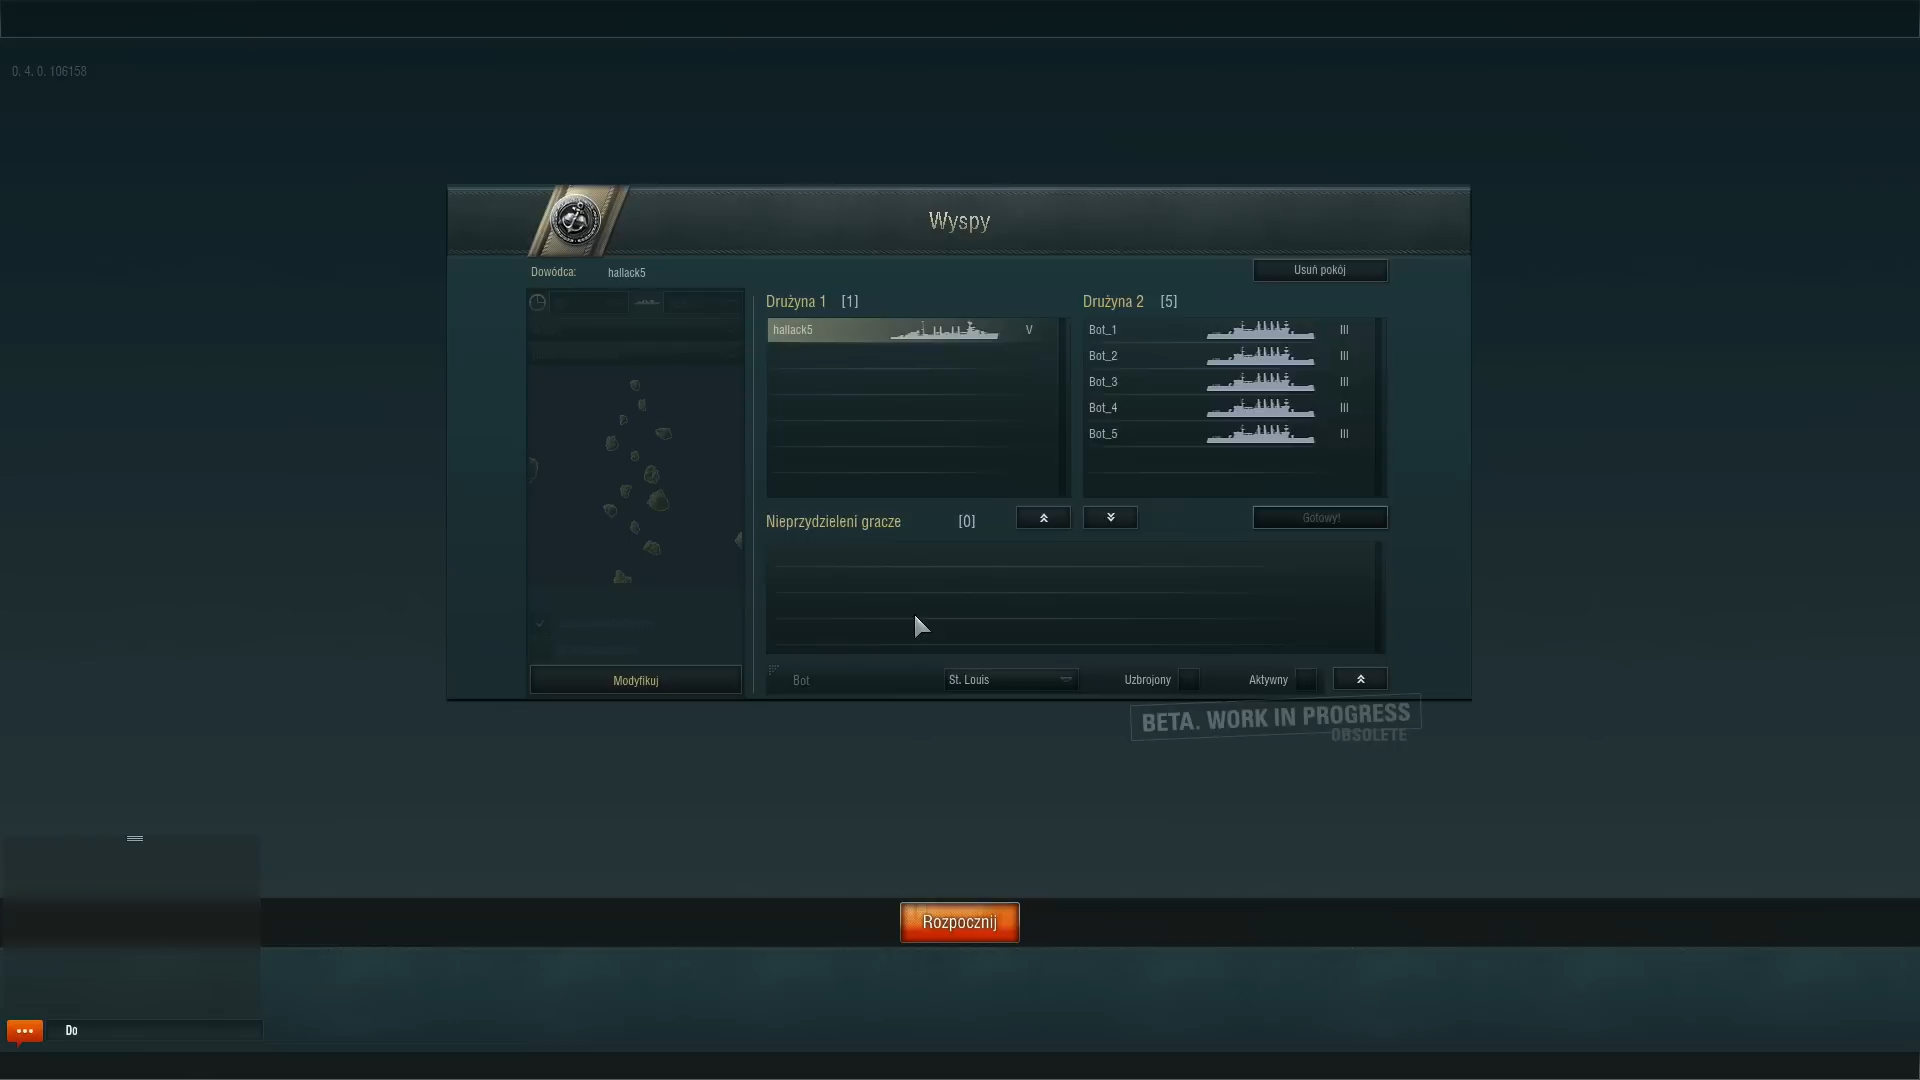 0. 4. 0. 106158
Wyspy
Dowódca: hallack5
Usuń pokój
Drużyna 1 [1]
Drużyna 2 [5]
hallack5 V
Bot_1 III
Bot_2 III
Bot_3 III
Bot_4 III
Bot_5 III
Nieprzydzieleni gracze [0]
Gotowy!
Modyfikuj
Bot
St. Louis
Uzbrojony
Aktywny
BETA. WORK IN PROGRESS
OBSOLETE
Rozpocznij
Do